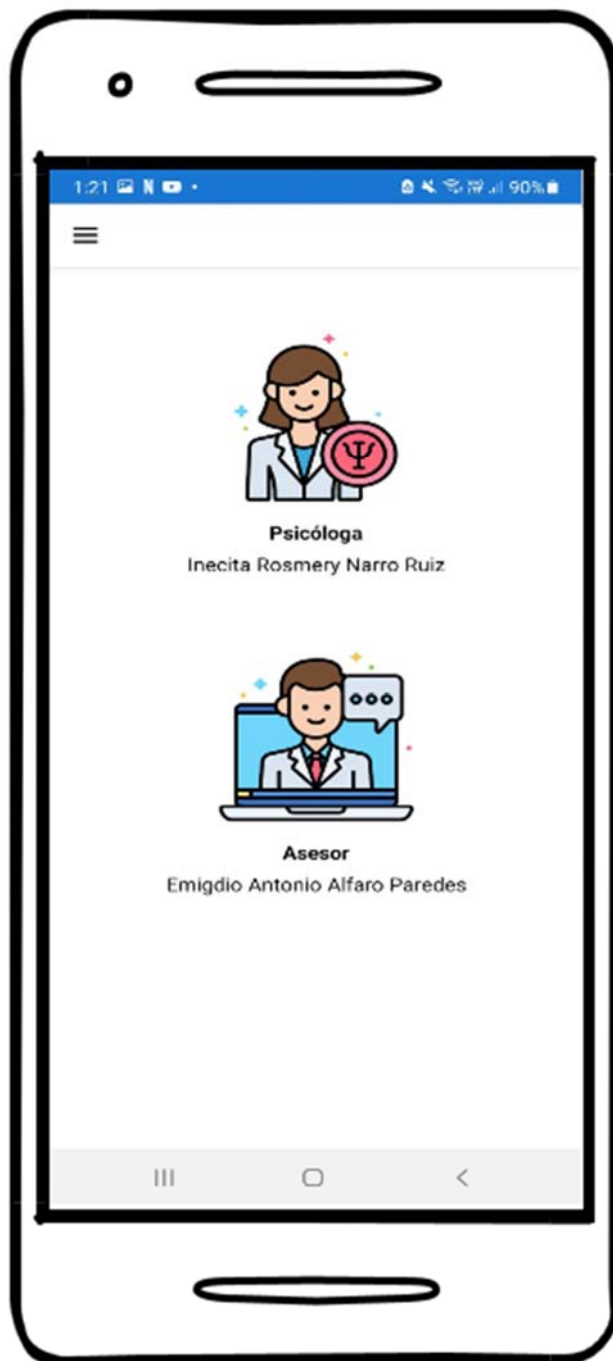 1:21 90%
Psicóloga
Inecita Rosmery Narro Ruiz
Asesor
Emigdio Antonio Alfaro Paredes